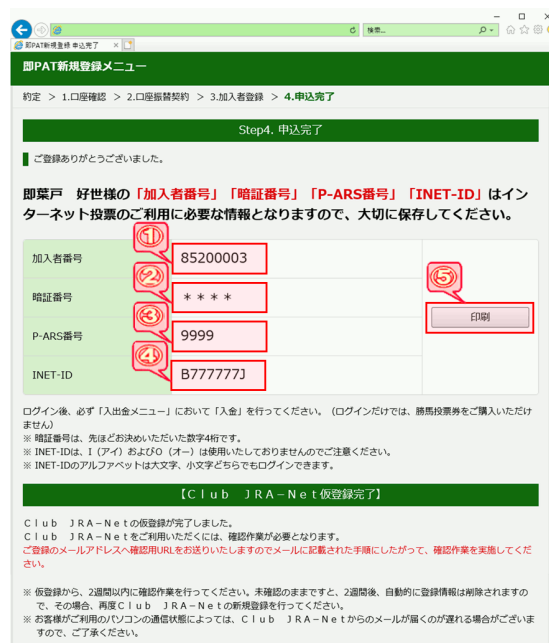 検索...
即PAT新規登録 申込完了
即PAT新規登録メニュー
約定 > 1.口座確認 > 2.口座振替契約 > 3.加入者登録 > 4.申込完了
Step4. 申込完了
ご登録ありがとうございました。
即葉戸 好世様の「加入者番号」「暗証番号」「P-ARS番号」「INET-ID」はイン
ターネット投票のご利用に必要な情報となりますので、大切に保存してください。
①
加入者番号 85200003
②
暗証番号 ＊＊＊＊
③
P-ARS番号 9999
④
INET-ID B777777J
⑤
印刷
ログイン後、必ず「入出金メニュー」において「入金」を行ってください。（ログインだけでは、勝馬投票券をご購入いただけ
ません）
※ 暗証番号は、先ほどお決めいただいた数字4桁です。
※ INET-IDは、I（アイ）およびO（オー）は使用いたしておりませんのでご注意ください。
※ INET-IDのアルファベットは大文字、小文字どちらでもログインできます。
【Ｃｌｕｂ ＪＲＡ－Ｎｅｔ仮登録完了】
Ｃｌｕｂ ＪＲＡ－Ｎｅｔの仮登録が完了しました。
Ｃｌｕｂ ＪＲＡ－Ｎｅｔをご利用いただくには、確認作業が必要となります。
ご登録のメールアドレスへ確認用URLをお送りいたしますのでメールに記載された手順にしたがって、確認作業を実施してくだ
さい。
※ 仮登録から、2週間以内に確認作業を行ってください。未確認のままですと、2週間後、自動的に登録情報は削除されますの
で、その場合、再度Ｃｌｕｂ ＪＲＡ－Ｎｅｔの新規登録を行ってください。
※ お客様がご利用のパソコンの通信状態によっては、Ｃｌｕｂ ＪＲＡ－Ｎｅｔからのメールが届くのが遅れる場合がございま
すので、ご了承ください。